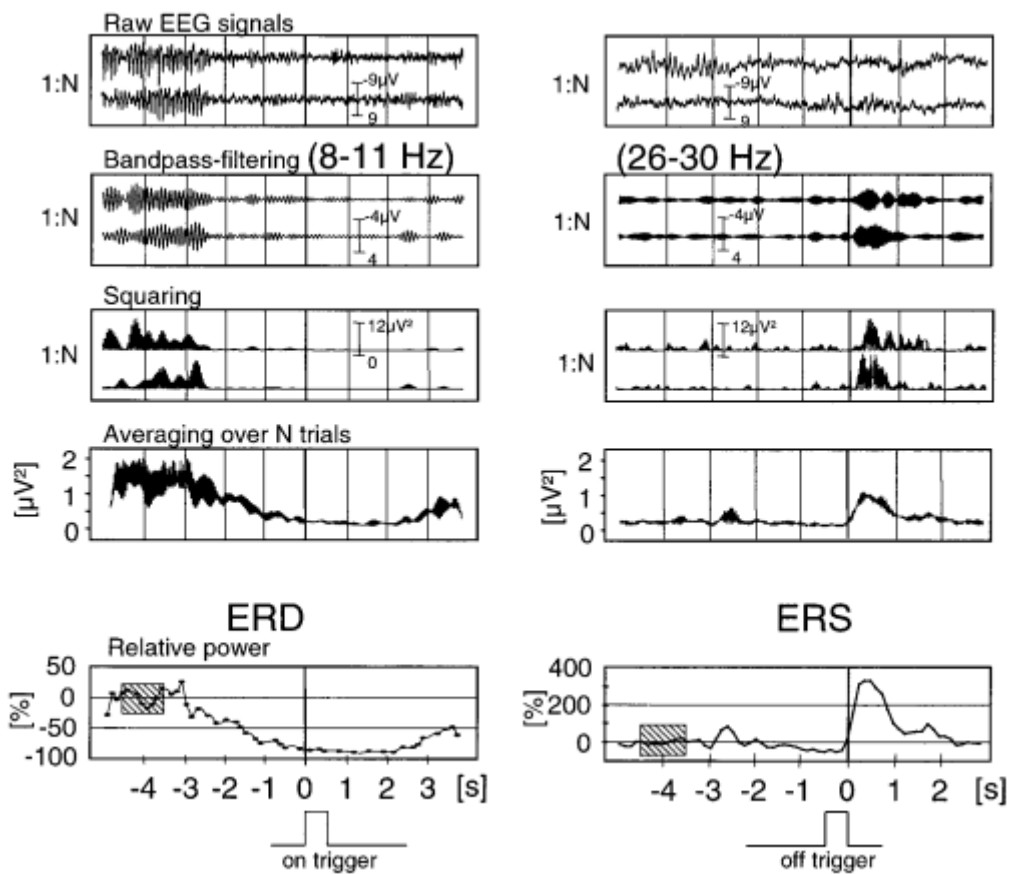 Raw EEG signals
1:N
-9µV
9
1:N
-9µV
9
Bandpass-filtering (8-11 Hz)
(26-30 Hz)
1:N
-4µV
4
1:N
-4µV
4
Squaring
1:N
12µV²
0
1:N
12µV²
Averaging over N trials
[µV²]
2
1
0
[µV²]
2
1
0
ERD
ERS
Relative power
[%]
50
0
-50
-100
[%]
400
200
0
-4 -3 -2 -1 0 1 2 3 [s]
-4 -3 -2 -1 0 1 2 [s]
on trigger
off trigger